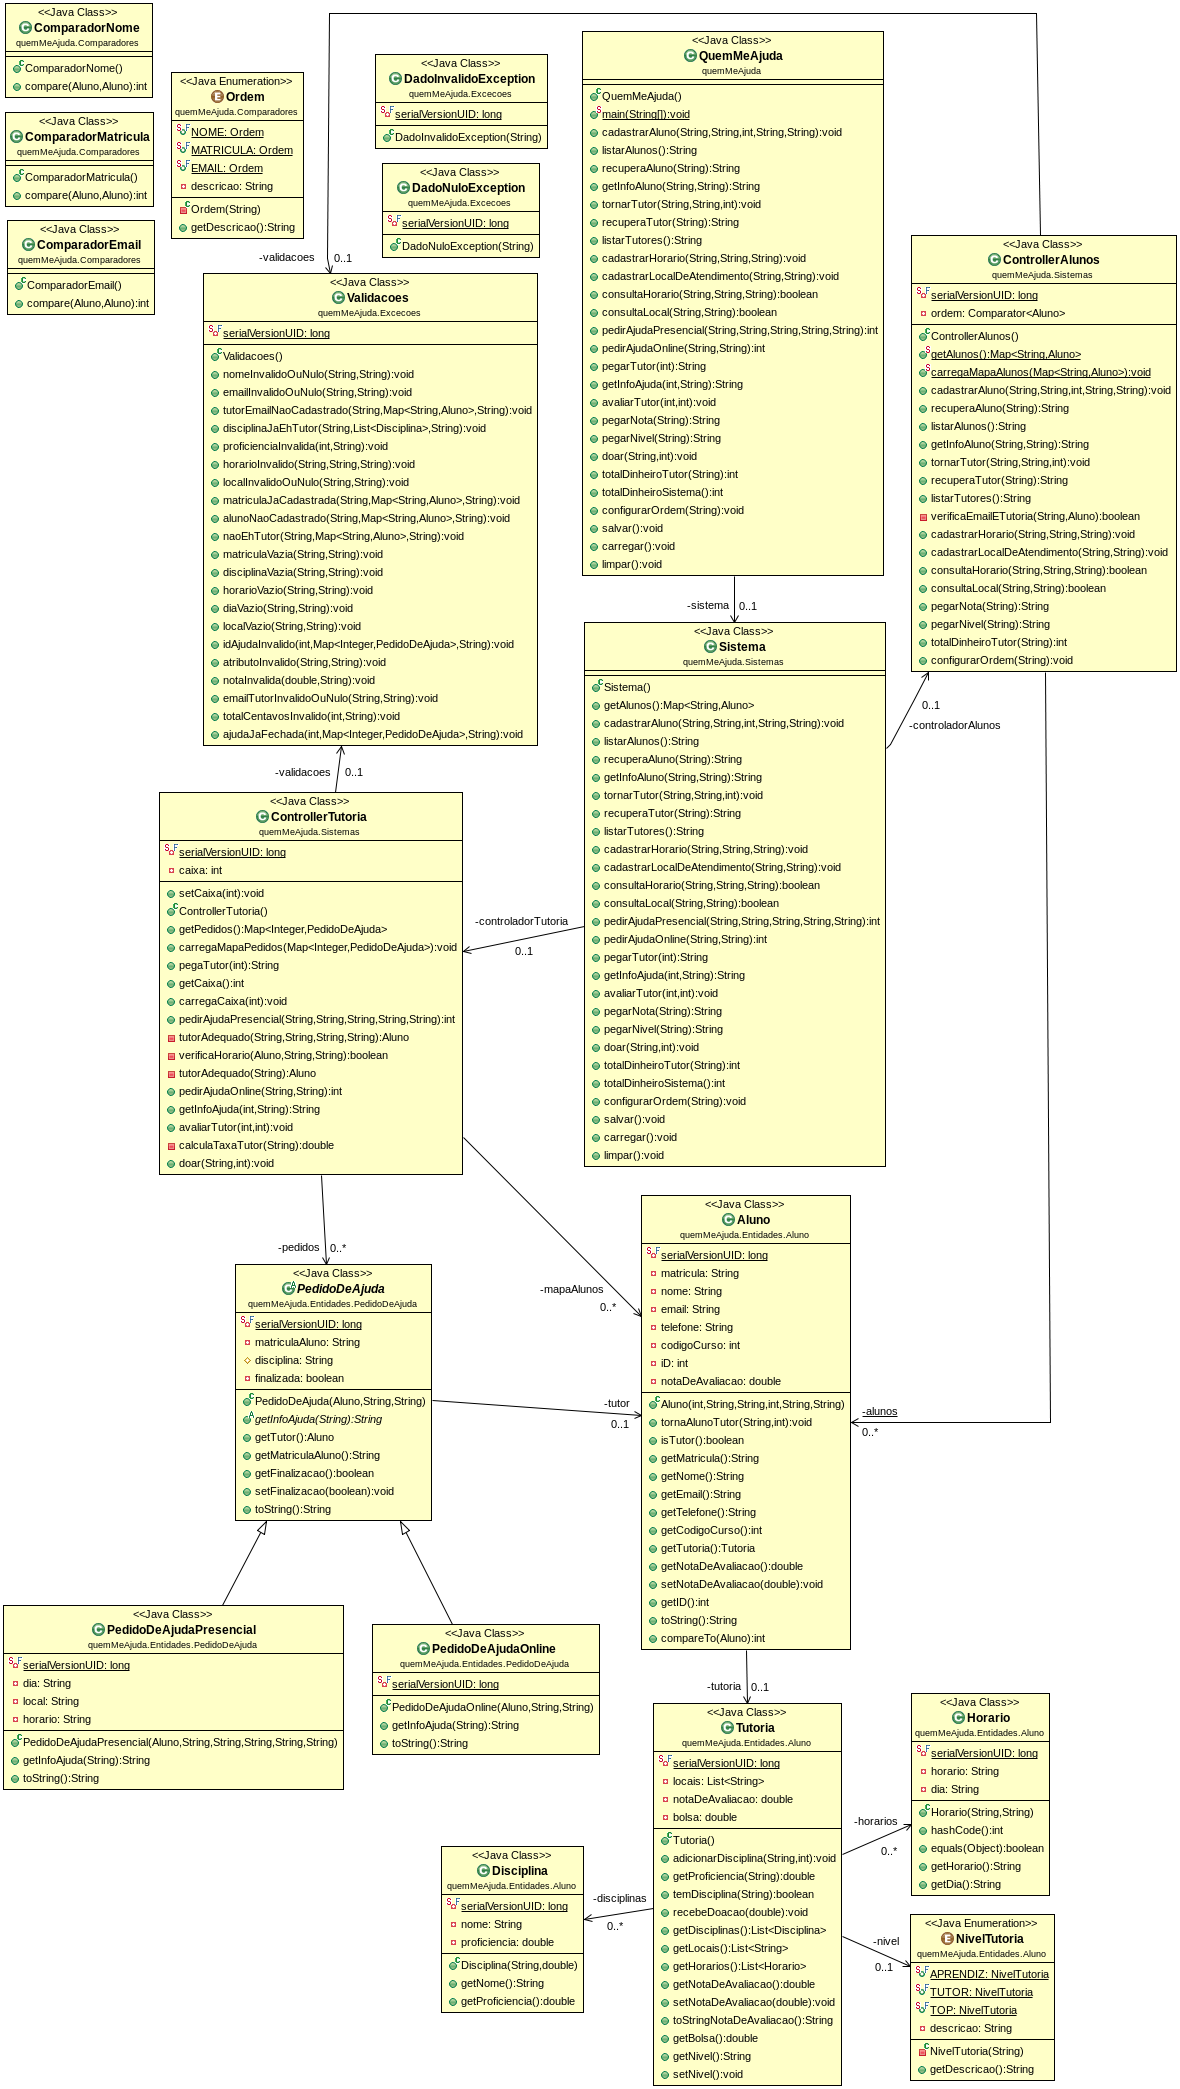 <<Java Class>>
ComparadorNome
quemMeAjuda.Comparadores
ComparadorNome()
compare(Aluno,Aluno):int
<<Java Class>>
ComparadorMatricula
quemMeAjuda.Comparadores
ComparadorMatricula()
compare(Aluno,Aluno):int
<<Java Class>>
ComparadorEmail
quemMeAjuda.Comparadores
ComparadorEmail()
compare(Aluno,Aluno):int
<<Java Enumeration>>
Ordem
quemMeAjuda.Comparadores
NOME: Ordem
MATRICULA: Ordem
EMAIL: Ordem
descricao: String
Ordem(String)
getDescricao():String
<<Java Class>>
DadoInvalidoException
quemMeAjuda.Excecoes
serialVersionUID: long
DadoInvalidoException(String)
<<Java Class>>
DadoNuloException
quemMeAjuda.Excecoes
serialVersionUID: long
DadoNuloException(String)
<<Java Class>>
QuemMeAjuda
quemMeAjuda
QuemMeAjuda()
main(String[]):void
cadastrarAluno(String,String,int,String,String):void
listarAlunos():String
recuperaAluno(String):String
getInfoAluno(String,String):String
tornarTutor(String,String,int):void
recuperaTutor(String):String
listarTutores():String
cadastrarHorario(String,String,String):void
cadastrarLocalDeAtendimento(String,String):void
consultaHorario(String,String,String):boolean
consultaLocal(String,String):boolean
pedirAjudaPresencial(String,String,String,String,String):int
pedirAjudaOnline(String,String):int
pegarTutor(int):String
getInfoAjuda(int,String):String
avaliarTutor(int,int):void
pegarNota(String):String
pegarNivel(String):String
doar(String,int):void
totalDinheiroTutor(String):int
totalDinheiroSistema():int
configurarOrdem(String):void
salvar():void
carregar():void
limpar():void
-validacoes 0..1
<<Java Class>>
Validacoes
quemMeAjuda.Excecoes
serialVersionUID: long
Validacoes()
nomeInvalidoOuNulo(String,String):void
emailInvalidoOuNulo(String,String):void
tutorEmailNaoCadastrado(String,Map<String,Aluno>,String):void
disciplinaJaEhTutor(String,List<Disciplina>,String):void
proficienciaInvalida(int,String):void
horarioInvalido(String,String,String):void
localInvalidoOuNulo(String,String):void
matriculaJaCadastrada(String,Map<String,Aluno>,String):void
alunoNaoCadastrado(String,Map<String,Aluno>,String):void
naoEhTutor(String,Map<String,Aluno>,String):void
matriculaVazia(String,String):void
disciplinaVazia(String,String):void
horarioVazio(String,String):void
diaVazio(String,String):void
localVazio(String,String):void
idAjudaInvalido(int,Map<Integer,PedidoDeAjuda>,String):void
atributoInvalido(String,String):void
notaInvalida(double,String):void
emailTutorInvalidoOuNulo(String,String):void
totalCentavosInvalido(int,String):void
ajudaJaFechada(int,Map<Integer,PedidoDeAjuda>,String):void
<<Java Class>>
ControllerAlunos
quemMeAjuda.Sistemas
serialVersionUID: long
ordem: Comparator<Aluno>
ControllerAlunos()
getAlunos():Map<String,Aluno>
carregaMapaAlunos(Map<String,Aluno>):void
cadastrarAluno(String,String,int,String,String):void
recuperaAluno(String):String
listarAlunos():String
getInfoAluno(String,String):String
tornarTutor(String,String,int):void
recuperaTutor(String):String
listarTutores():String
verificaEmailETutoria(String,Aluno):boolean
cadastrarHorario(String,String,String):void
cadastrarLocalDeAtendimento(String,String):void
consultaHorario(String,String,String):boolean
consultaLocal(String,String):boolean
pegarNota(String):String
pegarNivel(String):String
totalDinheiroTutor(String):int
configurarOrdem(String):void
-sistema 0..1
<<Java Class>>
Sistema
quemMeAjuda.Sistemas
Sistema()
getAlunos():Map<String,Aluno>
cadastrarAluno(String,String,int,String,String):void
listarAlunos():String
recuperaAluno(String):String
getInfoAluno(String,String):String
tornarTutor(String,String,int):void
recuperaTutor(String):String
listarTutores():String
cadastrarHorario(String,String,String):void
cadastrarLocalDeAtendimento(String,String):void
consultaHorario(String,String,String):boolean
consultaLocal(String,String):boolean
pedirAjudaPresencial(String,String,String,String,String):int
pedirAjudaOnline(String,String):int
pegarTutor(int):String
getInfoAjuda(int,String):String
avaliarTutor(int,int):void
pegarNota(String):String
pegarNivel(String):String
doar(String,int):void
totalDinheiroTutor(String):int
totalDinheiroSistema():int
configurarOrdem(String):void
salvar():void
carregar():void
limpar():void
0..1
-controladorAlunos
-validacoes 0..1
<<Java Class>>
ControllerTutoria
quemMeAjuda.Sistemas
serialVersionUID: long
caixa: int
setCaixa(int):void
ControllerTutoria()
getPedidos():Map<Integer,PedidoDeAjuda>
carregaMapaPedidos(Map<Integer,PedidoDeAjuda>):void
pegaTutor(int):String
getCaixa():int
carregaCaixa(int):void
pedirAjudaPresencial(String,String,String,String,String):int
tutorAdequado(String,String,String,String):Aluno
verificaHorario(Aluno,String,String):boolean
tutorAdequado(String):Aluno
pedirAjudaOnline(String,String):int
getInfoAjuda(int,String):String
avaliarTutor(int,int):void
calculaTaxaTutor(String):double
doar(String,int):void
-controladorTutoria
0..1
-pedidos 0..*
-mapaAlunos
0..*
<<Java Class>>
Aluno
quemMeAjuda.Entidades.Aluno
serialVersionUID: long
matricula: String
nome: String
email: String
telefone: String
codigoCurso: int
iD: int
notaDeAvaliacao: double
Aluno(int,String,String,int,String,String)
tornaAlunoTutor(String,int):void
isTutor():boolean
getMatricula():String
getNome():String
getEmail():String
getTelefone():String
getCodigoCurso():int
getTutoria():Tutoria
getNotaDeAvaliacao():double
setNotaDeAvaliacao(double):void
getID():int
toString():String
compareTo(Aluno):int
<<Java Class>>
PedidoDeAjuda
quemMeAjuda.Entidades.PedidoDeAjuda
serialVersionUID: long
matriculaAluno: String
disciplina: String
finalizada: boolean
PedidoDeAjuda(Aluno,String,String)
getInfoAjuda(String):String
getTutor():Aluno
getMatriculaAluno():String
getFinalizacao():boolean
setFinalizacao(boolean):void
toString():String
-tutor
0..1
-alunos
0..*
<<Java Class>>
PedidoDeAjudaPresencial
quemMeAjuda.Entidades.PedidoDeAjuda
serialVersionUID: long
dia: String
local: String
horario: String
PedidoDeAjudaPresencial(Aluno,String,String,String,String,String)
getInfoAjuda(String):String
toString():String
<<Java Class>>
PedidoDeAjudaOnline
quemMeAjuda.Entidades.PedidoDeAjuda
serialVersionUID: long
PedidoDeAjudaOnline(Aluno,String,String)
getInfoAjuda(String):String
toString():String
-tutoria 0..1
<<Java Class>>
Tutoria
quemMeAjuda.Entidades.Aluno
serialVersionUID: long
locais: List<String>
notaDeAvaliacao: double
bolsa: double
Tutoria()
adicionarDisciplina(String,int):void
getProficiencia(String):double
temDisciplina(String):boolean
recebeDoacao(double):void
getDisciplinas():List<Disciplina>
getLocais():List<String>
getHorarios():List<Horario>
getNotaDeAvaliacao():double
setNotaDeAvaliacao(double):void
toStringNotaDeAvaliacao():String
getBolsa():double
getNivel():String
setNivel():void
<<Java Class>>
Horario
quemMeAjuda.Entidades.Aluno
serialVersionUID: long
horario: String
dia: String
Horario(String,String)
hashCode():int
equals(Object):boolean
getHorario():String
getDia():String
-horarios
0..*
<<Java Class>>
Disciplina
quemMeAjuda.Entidades.Aluno
serialVersionUID: long
nome: String
proficiencia: double
Disciplina(String,double)
getNome():String
getProficiencia():double
-disciplinas
0..*
-nivel
0..1
<<Java Enumeration>>
NivelTutoria
quemMeAjuda.Entidades.Aluno
APRENDIZ: NivelTutoria
TUTOR: NivelTutoria
TOP: NivelTutoria
descricao: String
NivelTutoria(String)
getDescricao():String